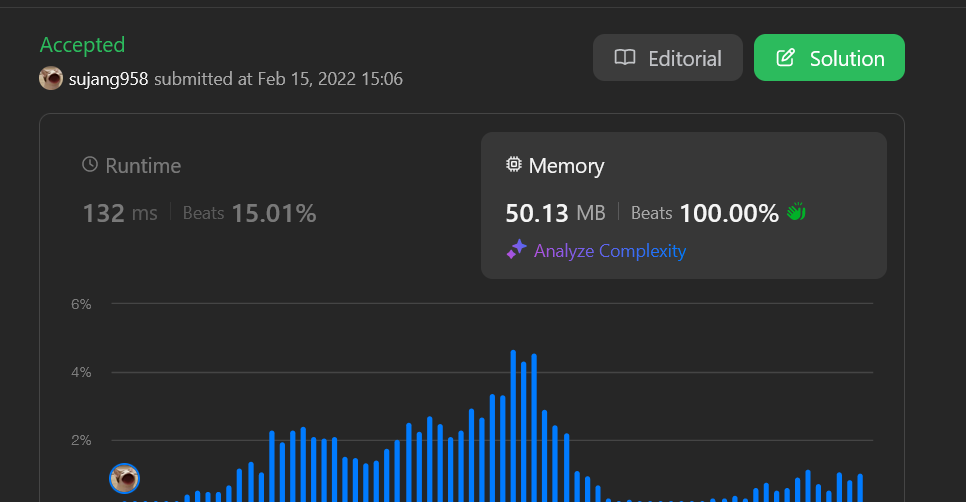 Accepted
Editorial
Solution
sujang958 submitted at Feb 15, 2022 15:06
Runtime
132 ms | Beats 15.01%
Memory
50.13 MB | Beats 100.00%
Analyze Complexity
6%
4%
2%